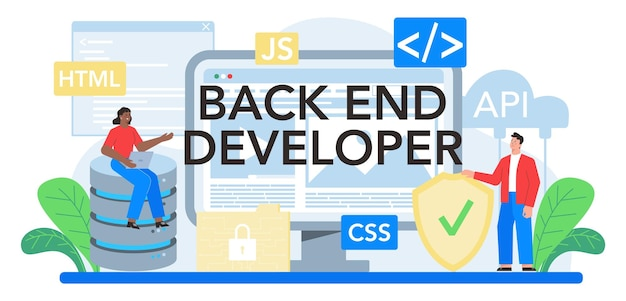 JS
</>
HTML
BACK END
DEVELOPER
API
CSS